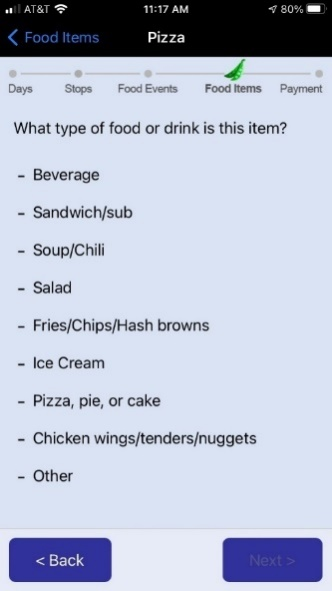 AT&T 11:17 AM 80%
Food Items Pizza
Days Stops Food Events Food Items Payment
What type of food or drink is this item?
- Beverage
- Sandwich/sub
- Soup/Chili
- Salad
- Fries/Chips/Hash browns
- Ice Cream
- Pizza, pie, or cake
- Chicken wings/tenders/nuggets
- Other
< Back Next >